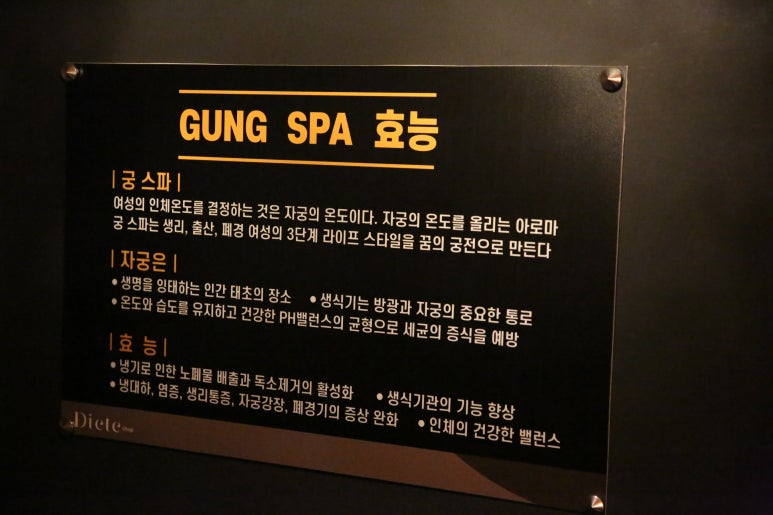 GUNG SPA 효능
| 궁 스파 |
여성의 인체온도를 결정하는 것은 자궁의 온도이다. 자궁의 온도를 올리는 아로마
궁 스파는 생리, 출산, 폐경 여성의 3단계 라이프 스타일을 꿈의 궁전으로 만든다
| 자궁은 |
• 생명을 잉태하는 인간 태초의 장소 • 생식기는 방광과 자궁의 중요한 통로
• 온도와 습도를 유지하고 건강한 PH밸런스의 균형으로 세균의 증식을 예방
| 효 능 |
• 냉기로 인한 노폐물 배출과 독소제거의 활성화 • 생식기관의 기능 향상
• 냉대하, 염증, 생리통증, 자궁강장, 폐경기의 증상 완화 • 인체의 건강한 밸런스
Diete